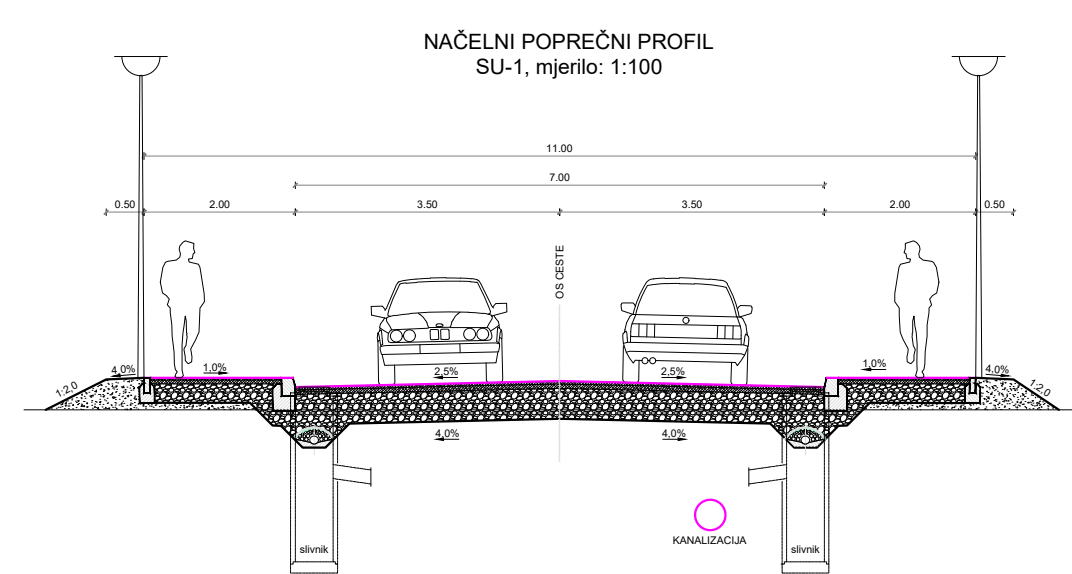 NAČELNI POPREČNI PROFIL
SU-1, mjerilo: 1:100
11.00
7.00
0.50 2.00 3.50 3.50 2.00 0.50
OS CESTE
1:2,0 4,0% 1,0% 2,5% 2,5% 1,0% 4,0% 1:2,0
4,0% 4,0%
KANALIZACIJA
slivnik slivnik